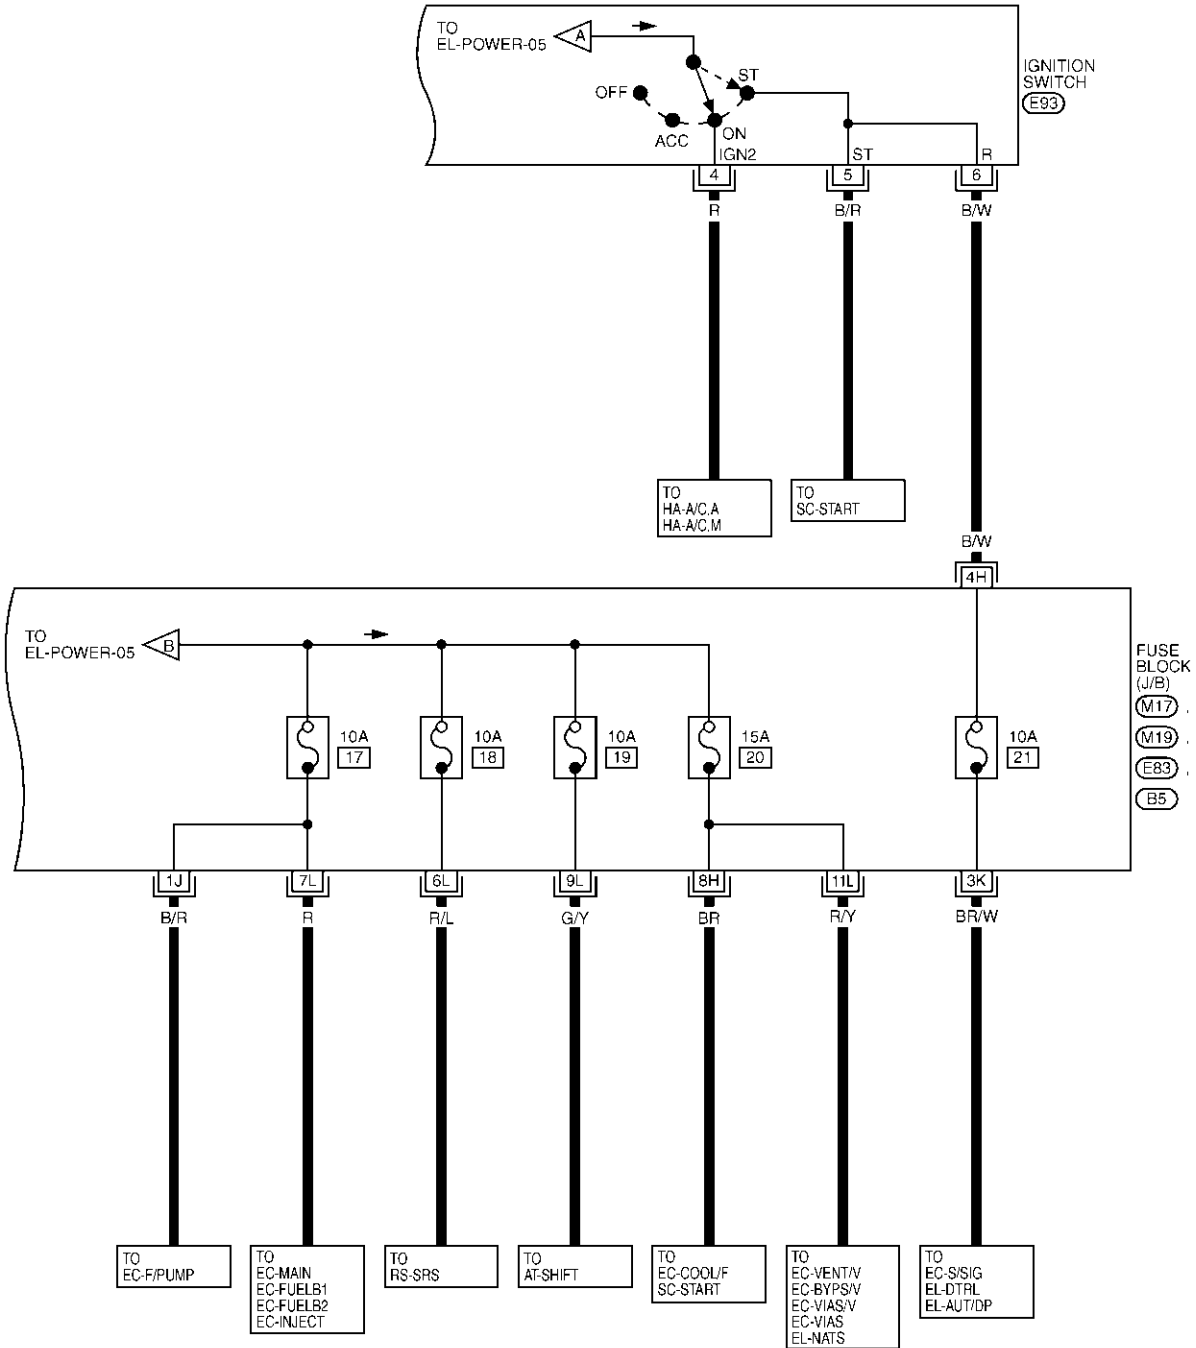 TO
EL-POWER-05
A
IGNITION
SWITCH
E93
OFF
ST
ACC
ON
IGN2
ST
R
4
5
6
R
B/R
B/W
TO
HA-A/C,A
HA-A/C,M
TO
SC-START
B/W
4H
TO
EL-POWER-05
B
FUSE
BLOCK
(J/B)
M17 ,
M19 ,
E83 ,
B5
10A
17
10A
18
10A
19
15A
20
10A
21
1J
7L
6L
9L
8H
11L
3K
B/R
R
R/L
G/Y
BR
R/Y
BR/W
TO
EC-F/PUMP
TO
EC-MAIN
EC-FUELB1
EC-FUELB2
EC-INJECT
TO
RS-SRS
TO
AT-SHIFT
TO
EC-COOL/F
SC-START
TO
EC-VENT/V
EC-BYPS/V
EC-VIAS/V
EC-VIAS
EL-NATS
TO
EC-S/SIG
EL-DTRL
EL-AUT/DP